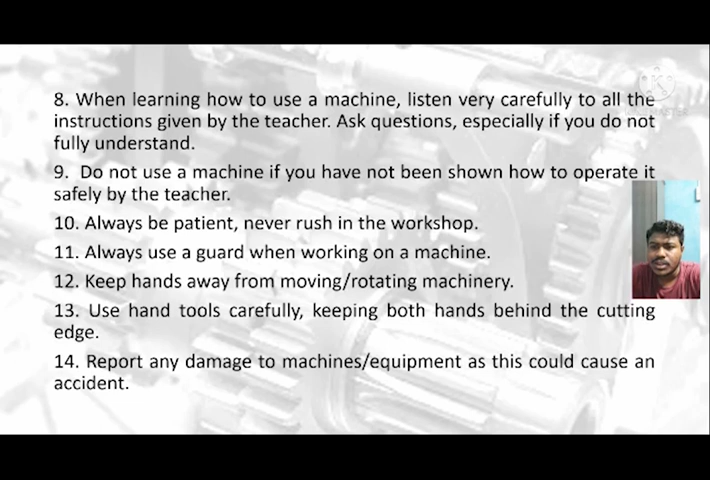 8. When learning how to use a machine, listen very carefully to all the
instructions given by the teacher. Ask questions, especially if you do not
fully understand.
9. Do not use a machine if you have not been shown how to operate it
safely by the teacher.
10. Always be patient, never rush in the workshop.
11. Always use a guard when working on a machine.
12. Keep hands away from moving/rotating machinery.
13. Use hand tools carefully, keeping both hands behind the cutting
edge.
14. Report any damage to machines/equipment as this could cause an
accident.